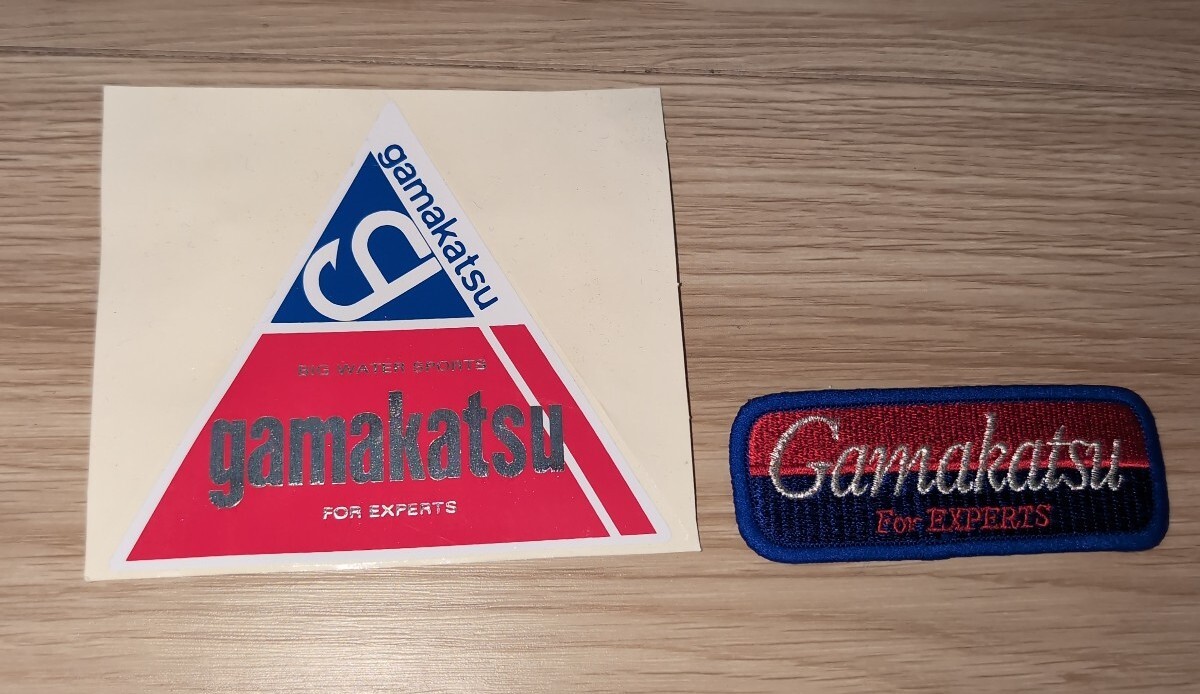 gamakatsu
BIG WATER SPORTS
gamakatsu
FOR EXPERTS
Gamakatsu
For EXPERTS